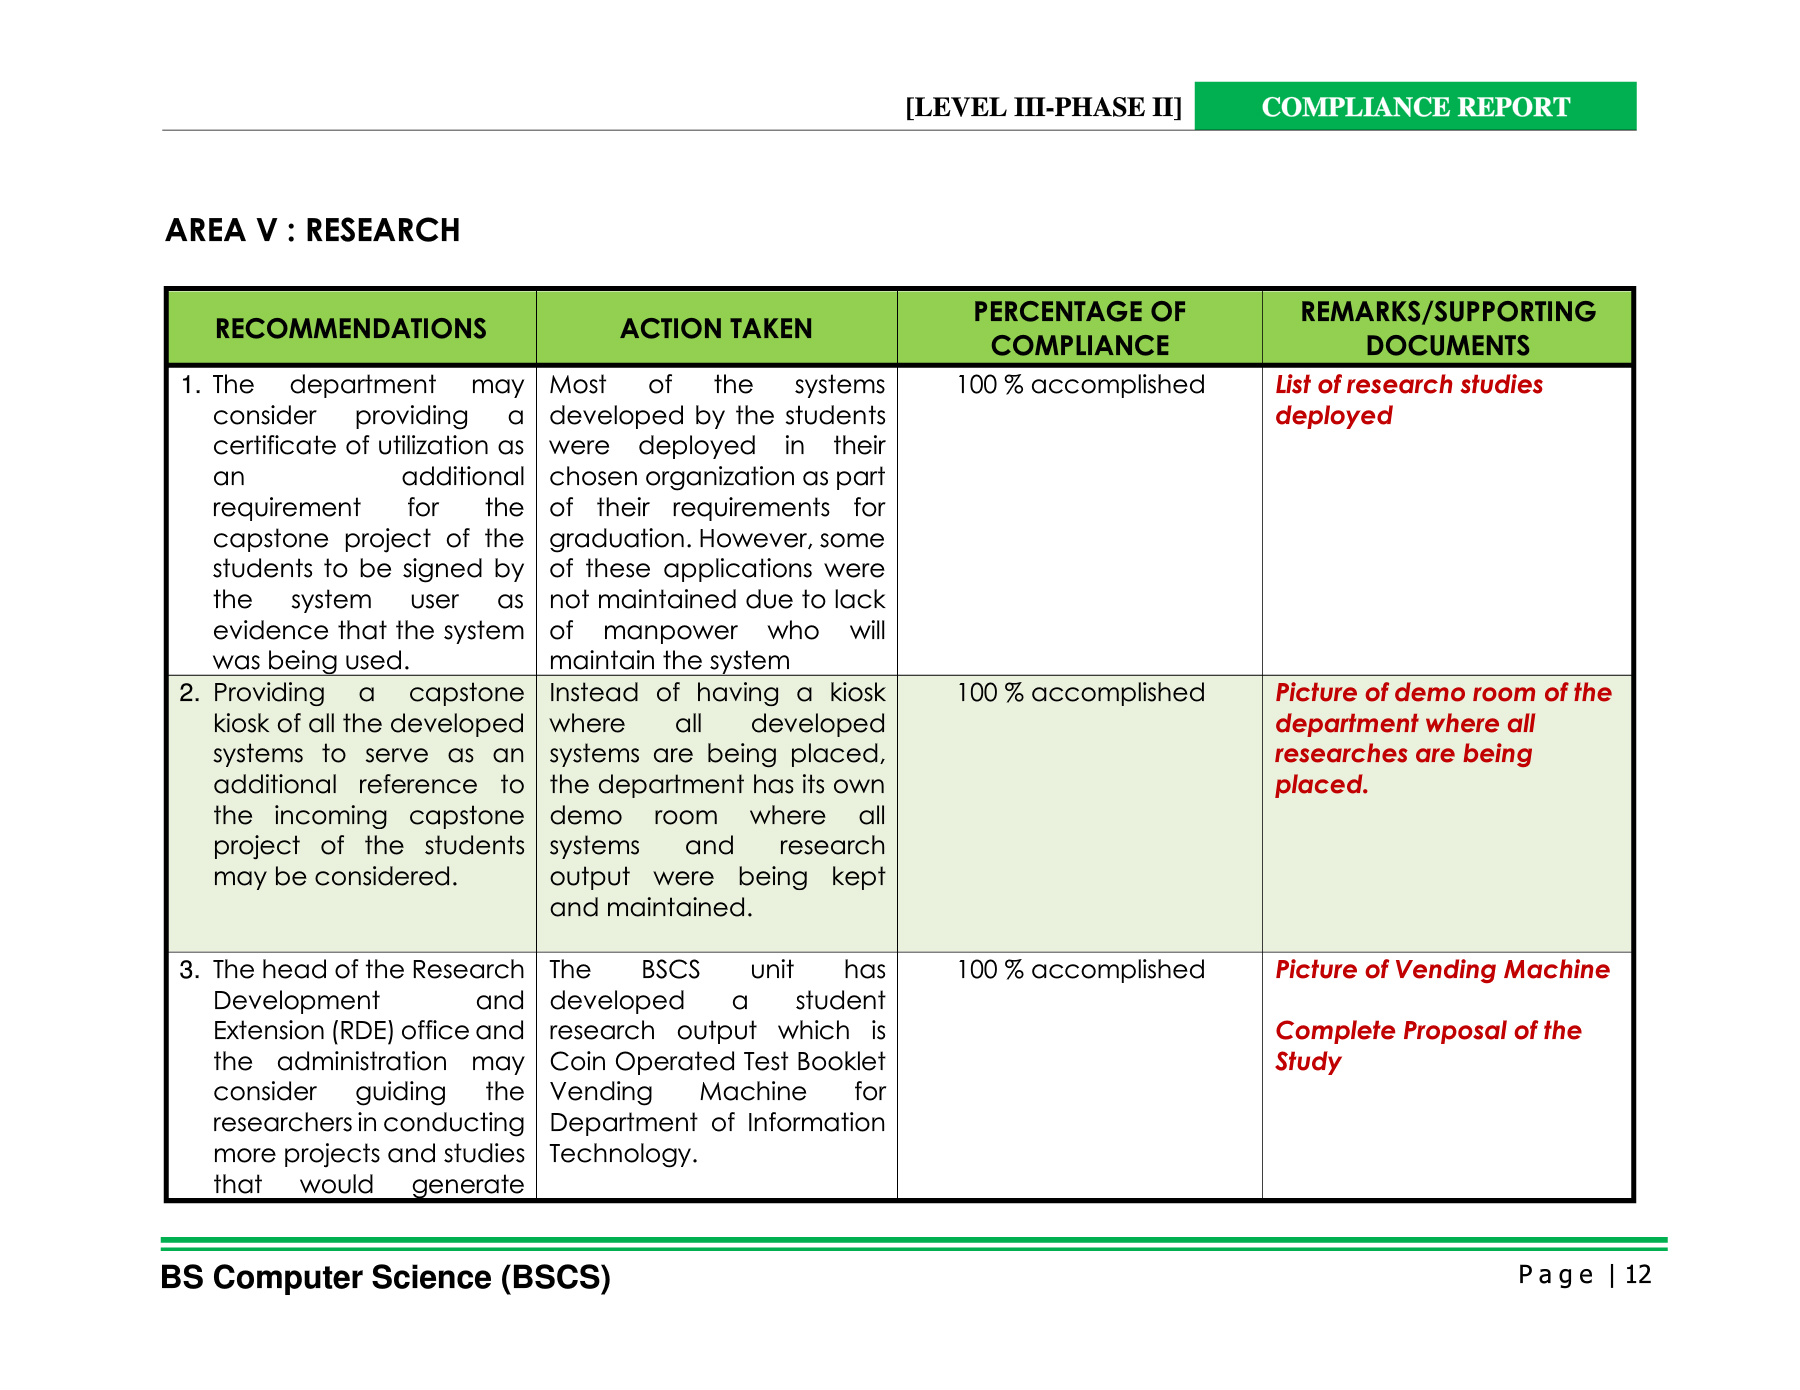 [LEVEL III-PHASE II] COMPLIANCE REPORT
AREA V : RESEARCH
RECOMMENDATIONS
ACTION TAKEN
PERCENTAGE OF
COMPLIANCE
REMARKS/SUPPORTING
DOCUMENTS
1. The department may
consider providing a
certificate of utilization as
an additional
requirement for the
capstone project of the
students to be signed by
the system user as
evidence that the system
was being used.
Most of the systems
developed by the students
were deployed in their
chosen organization as part
of their requirements for
graduation. However, some
of these applications were
not maintained due to lack
of manpower who will
maintain the system
100 % accomplished
List of research studies
deployed
2. Providing a capstone
kiosk of all the developed
systems to serve as an
additional reference to
the incoming capstone
project of the students
may be considered.
Instead of having a kiosk
where all developed
systems are being placed,
the department has its own
demo room where all
systems and research
output were being kept
and maintained.
100 % accomplished
Picture of demo room of the
department where all
researches are being
placed.
3. The head of the Research
Development and
Extension (RDE) office and
the administration may
consider guiding the
researchers in conducting
more projects and studies
that would generate
The BSCS unit has
developed a student
research output which is
Coin Operated Test Booklet
Vending Machine for
Department of Information
Technology.
100 % accomplished
Picture of Vending Machine
Complete Proposal of the
Study
BS Computer Science (BSCS)
Page | 12